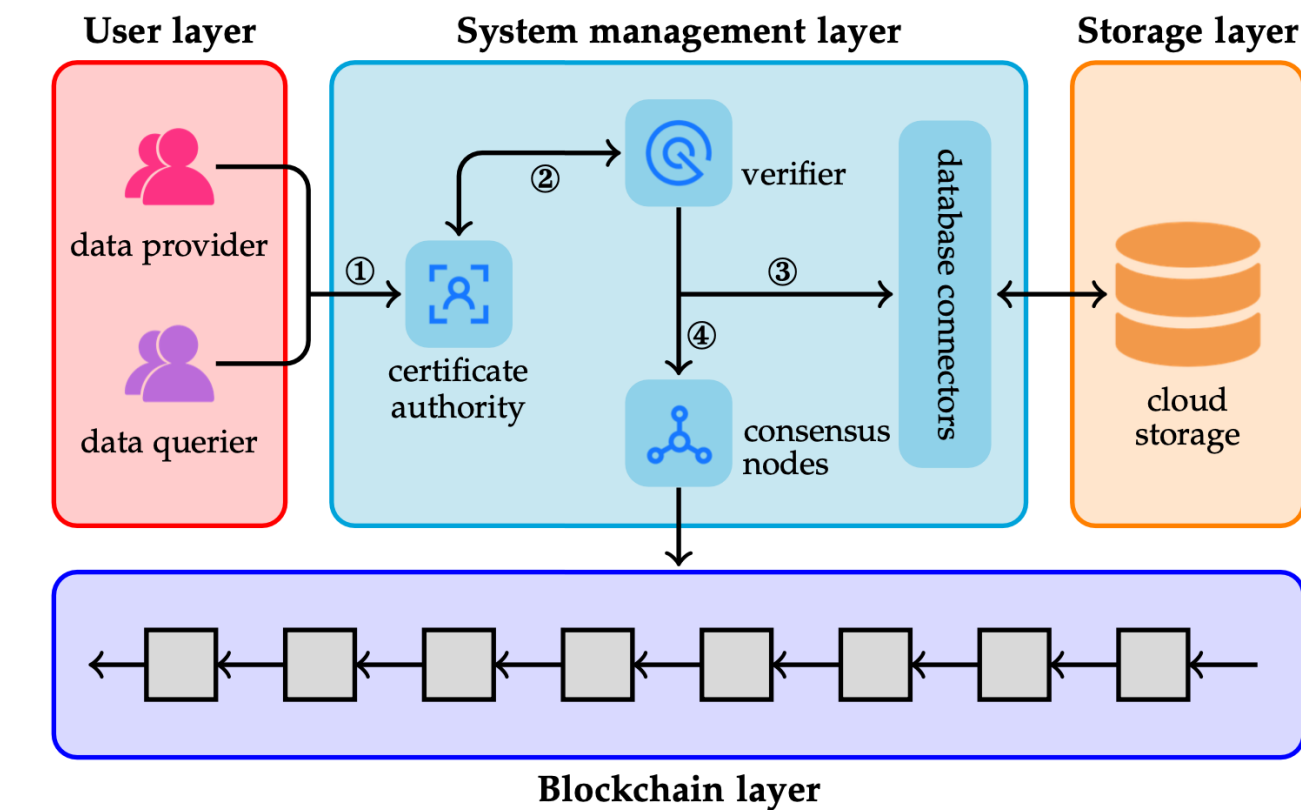 User layer
System management layer
Storage layer
data provider
data querier
①
②
③
④
certificate
authority
verifier
consensus
nodes
database connectors
cloud
storage
Blockchain layer